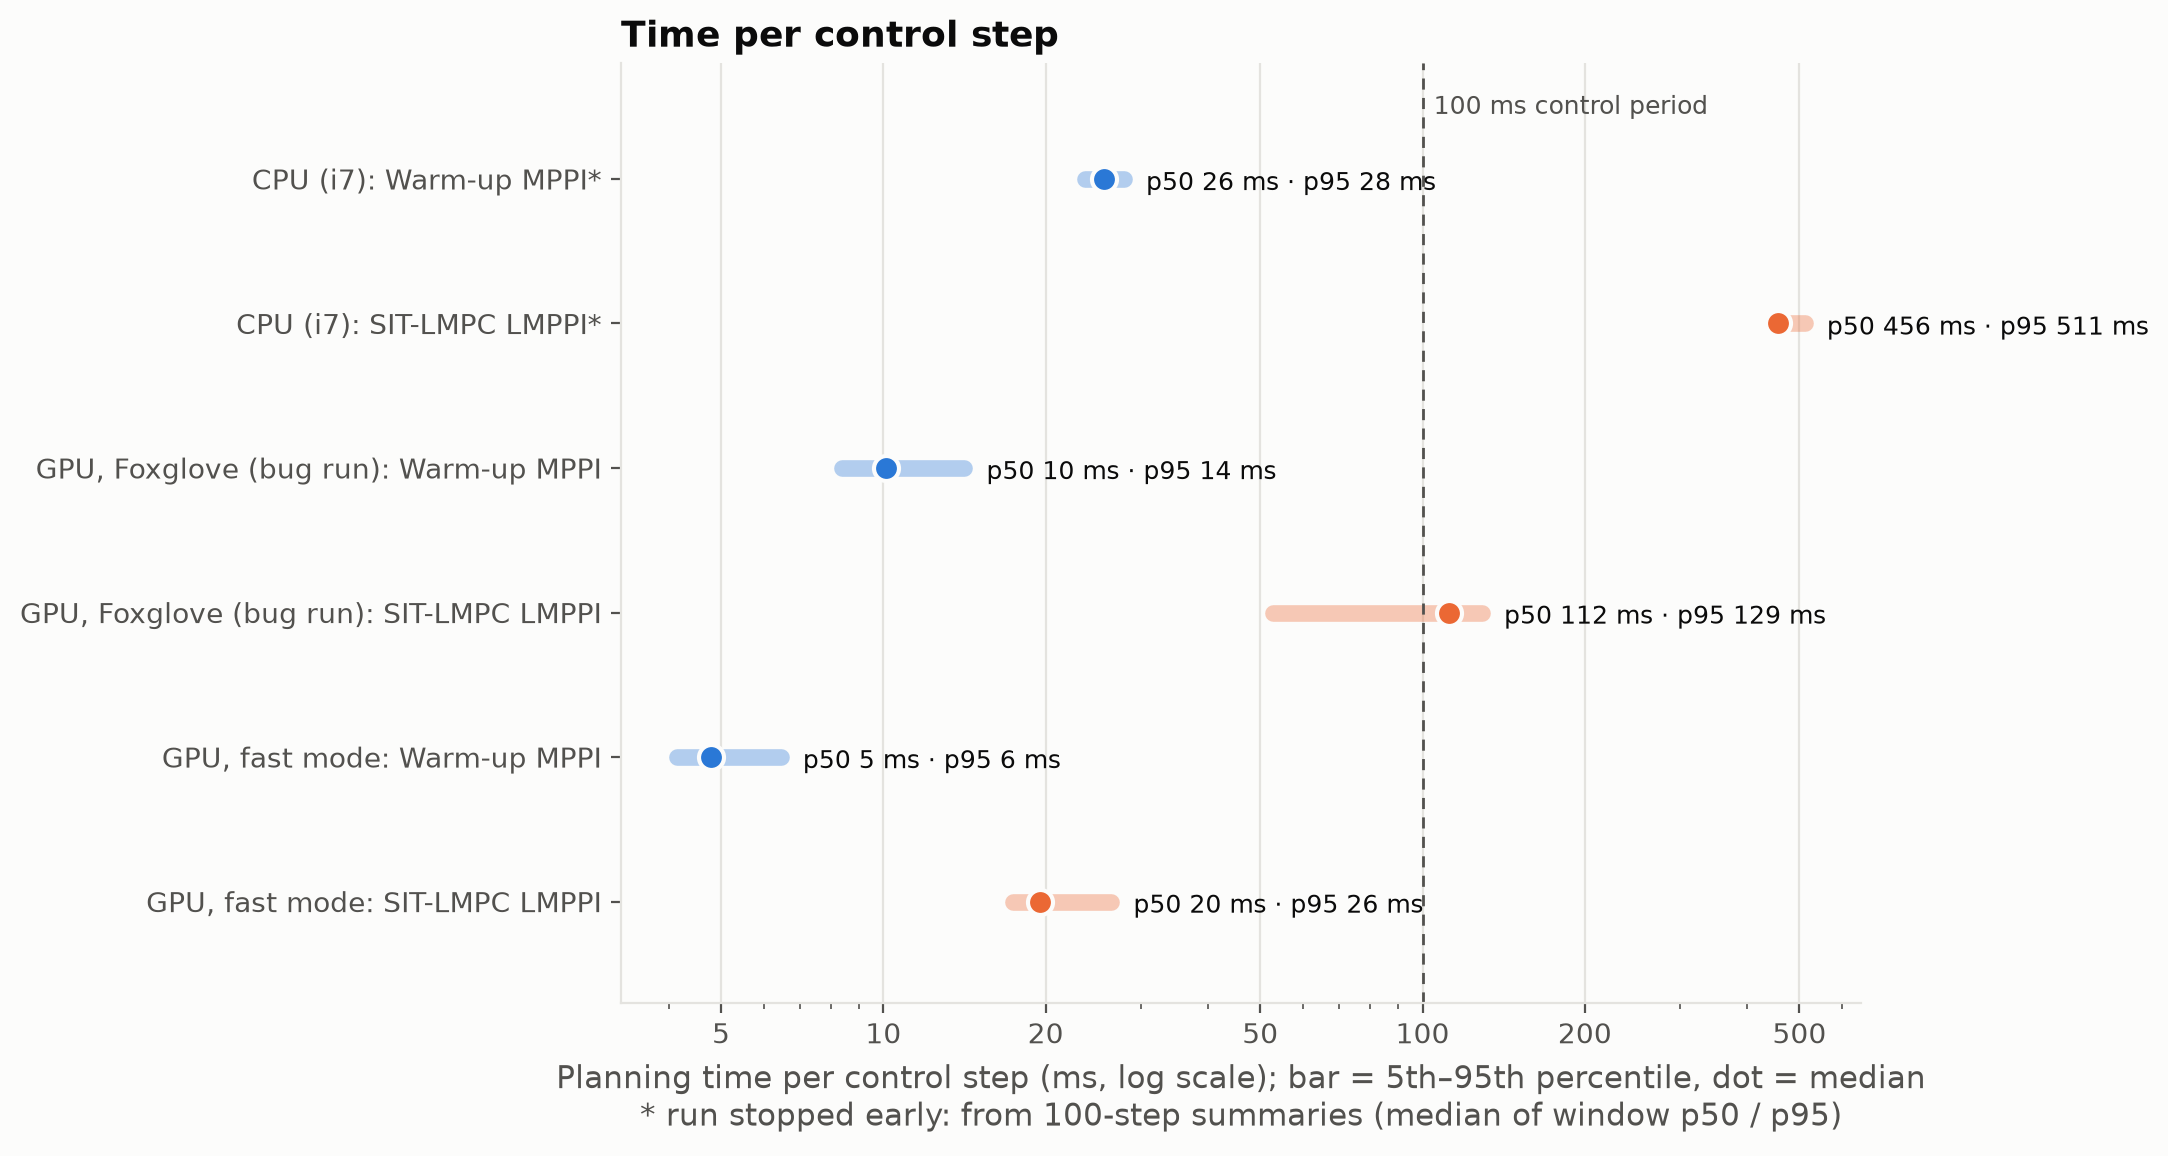 Time per control step
100 ms control period
CPU (i7): Warm-up MPPI*
p50 26 ms · p95 28 ms
CPU (i7): SIT-LMPC LMPPI*
p50 456 ms · p95 511 ms
GPU, Foxglove (bug run): Warm-up MPPI
p50 10 ms · p95 14 ms
GPU, Foxglove (bug run): SIT-LMPC LMPPI
p50 112 ms · p95 129 ms
GPU, fast mode: Warm-up MPPI
p50 5 ms · p95 6 ms
GPU, fast mode: SIT-LMPC LMPPI
p50 20 ms · p95 26 ms
5 10 20 50 100 200 500
Planning time per control step (ms, log scale); bar = 5th–95th percentile, dot = median
* run stopped early: from 100-step summaries (median of window p50 / p95)